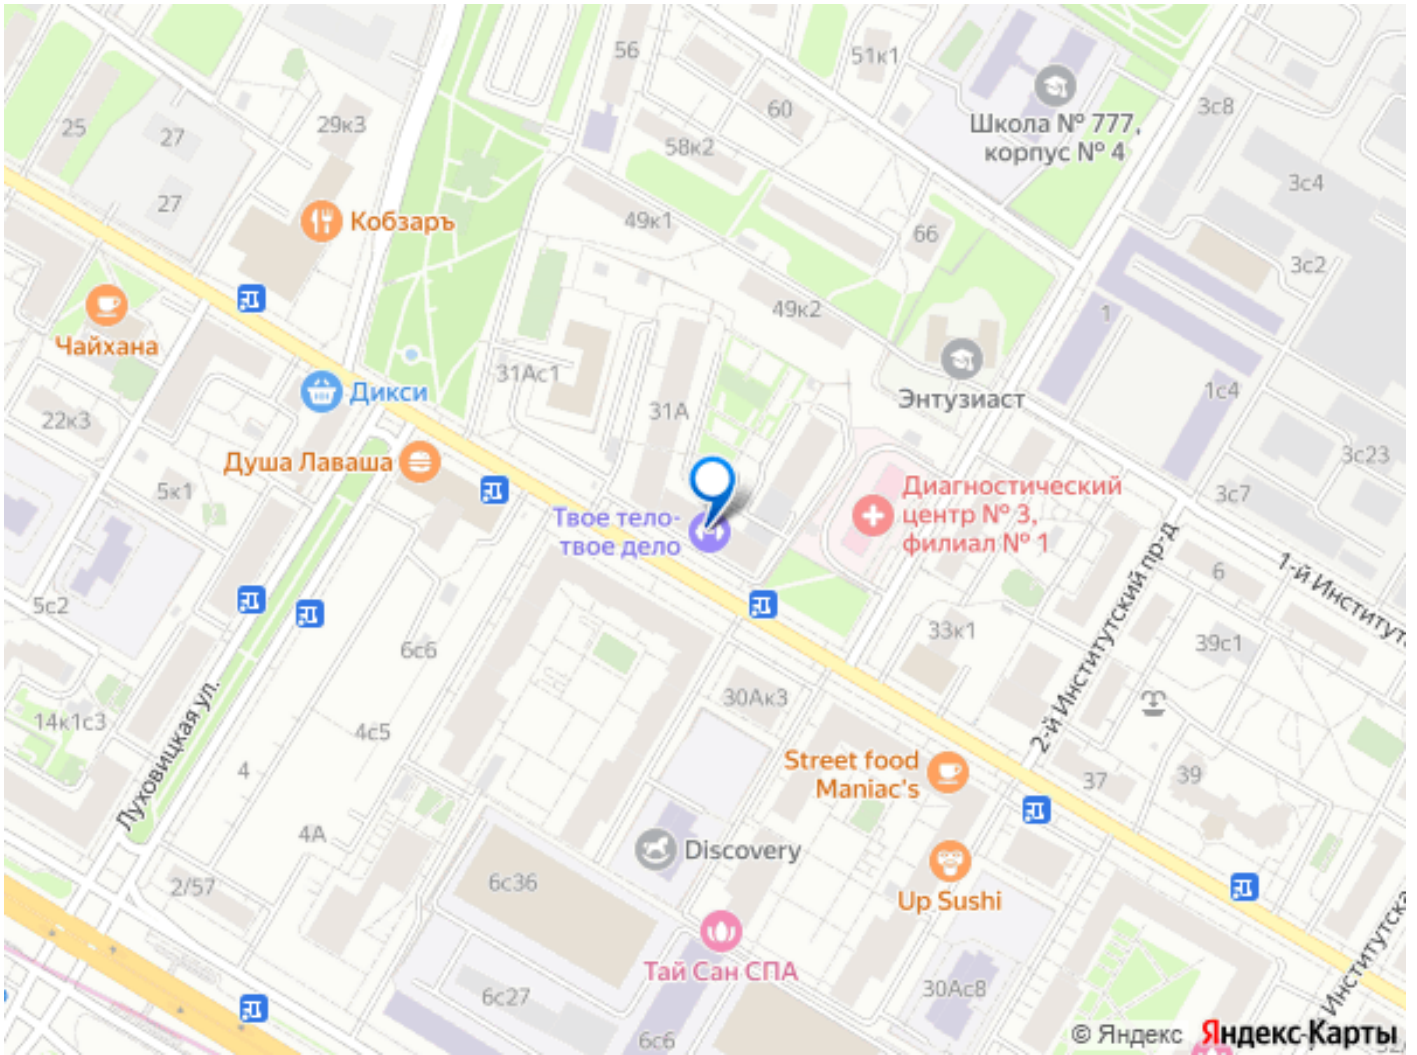 56
51к1
60
3с8
25
27
29к3
Школа № 777,
корпус № 4
58к2
3с4
27
Кобзаръ
49к1
66
3с2
49к2
1
Чайхана
31Ас1
Энтузиаст
1с4
Дикси
31А
22к3
3с23
Душа Лаваша
5к1
Диагностический
центр № 3,
филиал № 1
3с7
Твое тело-
твое дело
2-й Институтский пр-д
1-й Институтс
6
5с2
33к1
39с1
6с6
14к1с3
30Ак3
4с5
Луховицкая ул.
Street food
Maniac's
4
37
39
4А
Discovery
2/57
6с36
Up Sushi
Тай Сан СПА
6с27
30Ас8
6с6
© Яндекс Яндекс Карты